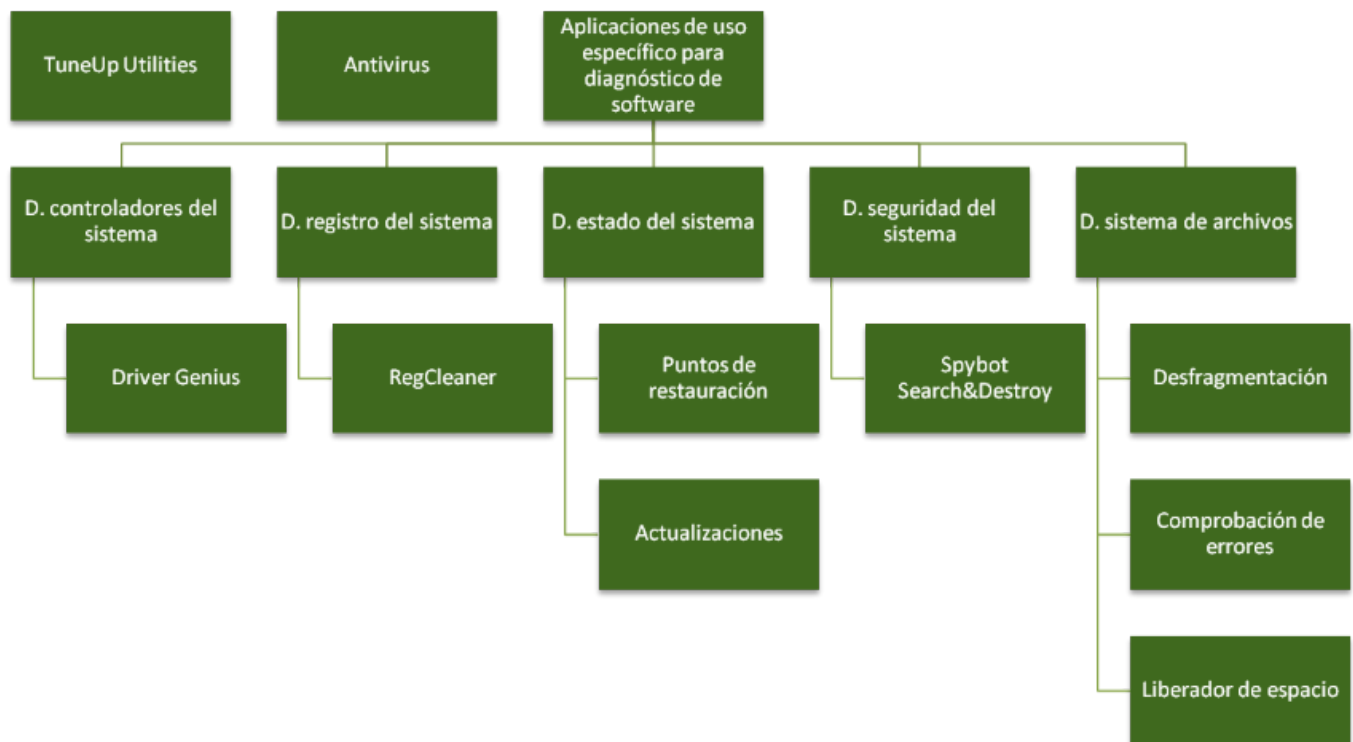 TuneUp Utilities
Antivirus
Aplicaciones de uso
específico para
diagnóstico de
software
D. controladores del
sistema
D. registro del sistema
D. estado del sistema
D. seguridad del
sistema
D. sistema de archivos
Driver Genius
RegCleaner
Puntos de
restauración
Spybot
Search&Destroy
Desfragmentación
Actualizaciones
Comprobación de
errores
Liberador de espacio